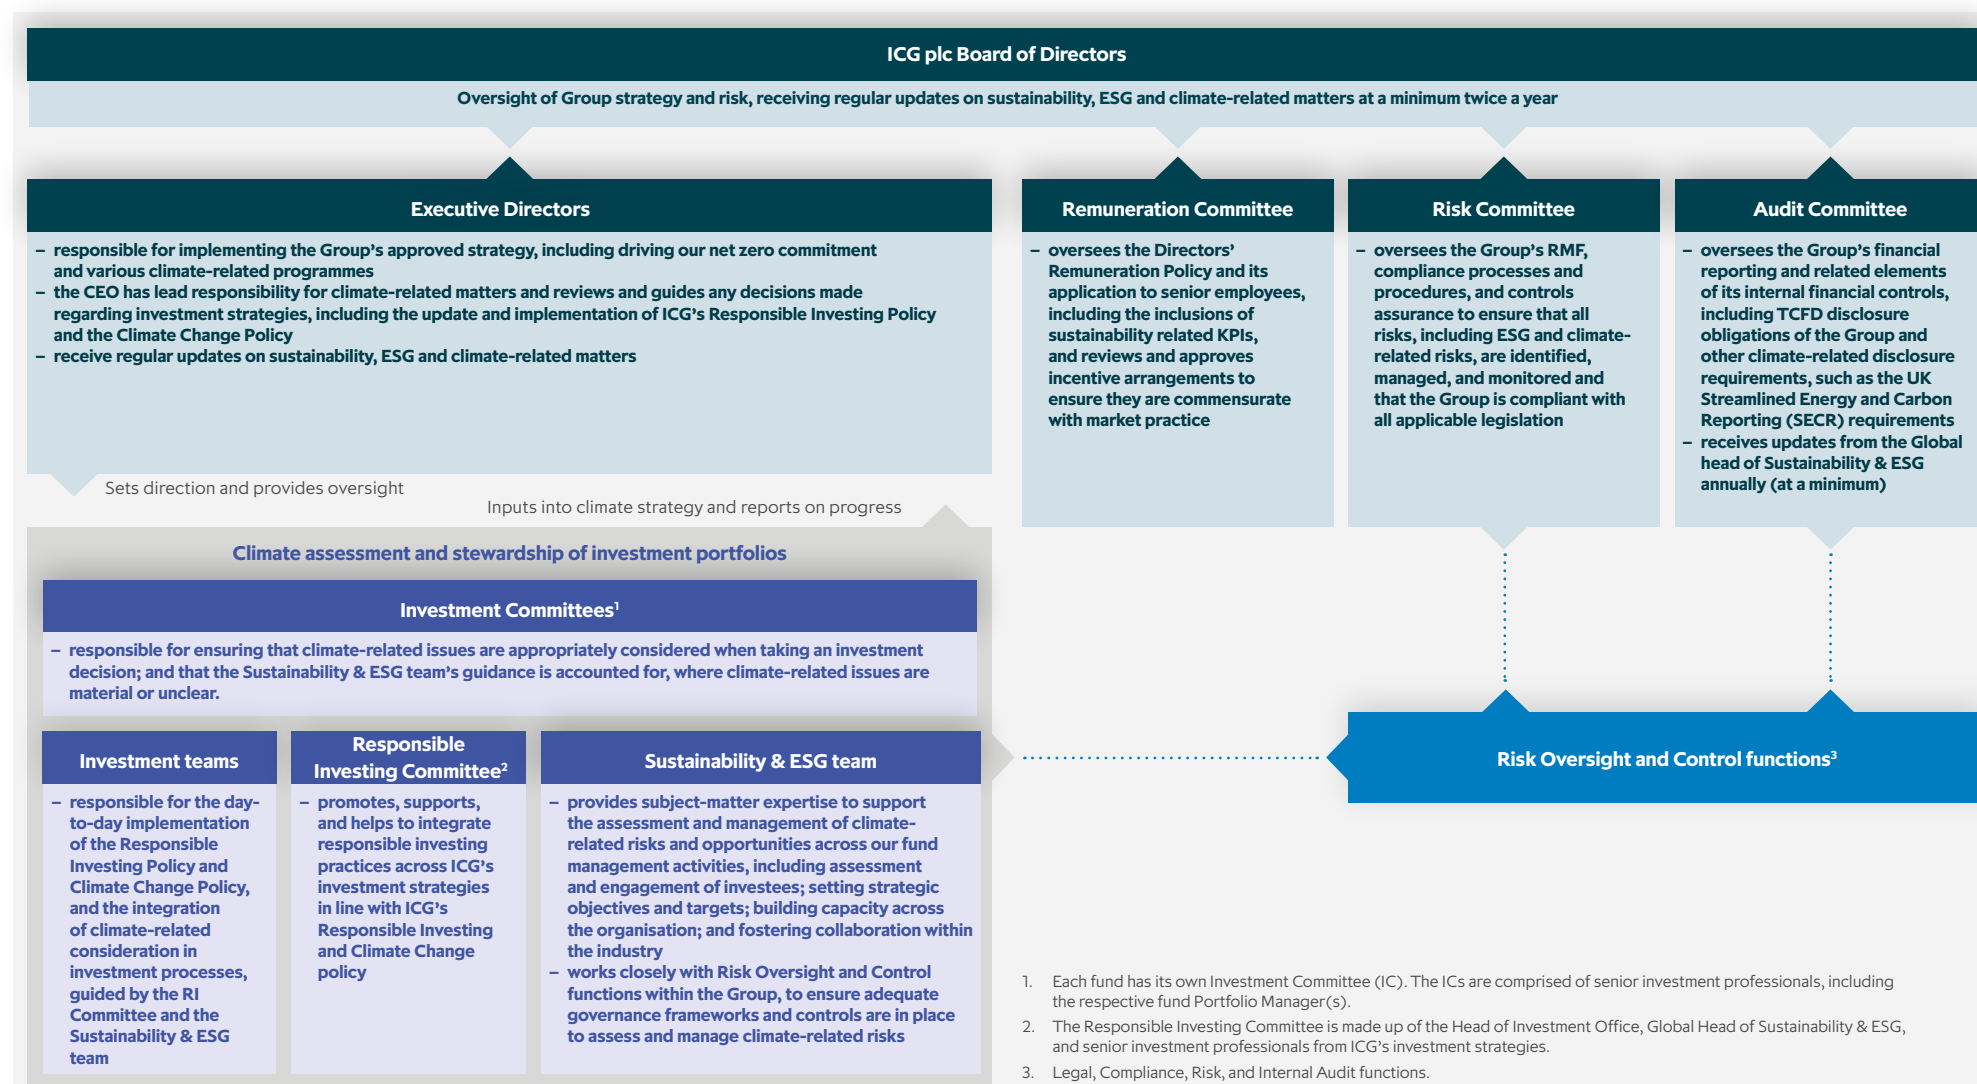 ICG plc Board of Directors
Oversight of Group strategy and risk, receiving regular updates on sustainability, ESG and climate-related matters at a minimum twice a year
Executive Directors
– responsible for implementing the Group’s approved strategy, including driving our net zero commitment
and various climate-related programmes
– the CEO has lead responsibility for climate-related matters and reviews and guides any decisions made
regarding investment strategies, including the update and implementation of ICG’s Responsible Investing Policy
and the Climate Change Policy
– receive regular updates on sustainability, ESG and climate-related matters
Remuneration Committee
– oversees the Directors’
Remuneration Policy and its
application to senior employees,
including the inclusions of
sustainability related KPIs,
and reviews and approves
incentive arrangements to
ensure they are commensurate
with market practice
Risk Committee
– oversees the Group’s RMF,
compliance processes and
procedures, and controls
assurance to ensure that all
risks, including ESG and climate-
related risks, are identified,
managed, and monitored and
that the Group is compliant with
all applicable legislation
Audit Committee
– oversees the Group’s financial
reporting and related elements
of its internal financial controls,
including TCFD disclosure
obligations of the Group and
other climate-related disclosure
requirements, such as the UK
Streamlined Energy and Carbon
Reporting (SECR) requirements
– receives updates from the Global
head of Sustainability & ESG
annually (at a minimum)
Sets direction and provides oversight
Inputs into climate strategy and reports on progress
Climate assessment and stewardship of investment portfolios
Investment Committees¹
– responsible for ensuring that climate-related issues are appropriately considered when taking an investment
decision; and that the Sustainability & ESG team’s guidance is accounted for, where climate-related issues are
material or unclear.
Investment teams
– responsible for the day-
to-day implementation
of the Responsible
Investing Policy and
Climate Change Policy,
and the integration
of climate-related
consideration in
investment processes,
guided by the RI
Committee and the
Sustainability & ESG
team
Responsible
Investing Committee²
– promotes, supports,
and helps to integrate
responsible investing
practices across ICG’s
investment strategies
in line with ICG’s
Responsible Investing
and Climate Change
policy
Sustainability & ESG team
– provides subject-matter expertise to support
the assessment and management of climate-
related risks and opportunities across our fund
management activities, including assessment
and engagement of investees; setting strategic
objectives and targets; building capacity across
the organisation; and fostering collaboration within
the industry
– works closely with Risk Oversight and Control
functions within the Group, to ensure adequate
governance frameworks and controls are in place
to assess and manage climate-related risks
Risk Oversight and Control functions³
1. Each fund has its own Investment Committee (IC). The ICs are comprised of senior investment professionals, including
the respective fund Portfolio Manager(s).
2. The Responsible Investing Committee is made up of the Head of Investment Office, Global Head of Sustainability & ESG,
and senior investment professionals from ICG’s investment strategies.
3. Legal, Compliance, Risk, and Internal Audit functions.